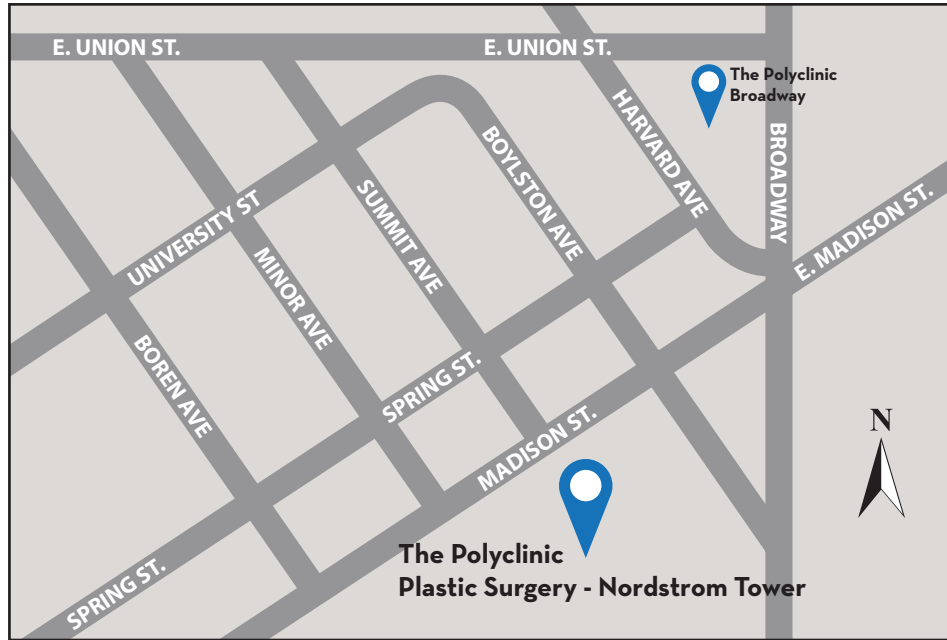 E. UNION ST.
E. UNION ST.
The Polyclinic
Broadway
HARVARD AVE
BROADWAY
BOYLSTON AVE
UNIVERSITY ST
SUMMIT AVE
MINOR AVE
E. MADISON ST.
BOREN AVE
SPRING ST.
MADISON ST.
N
The Polyclinic
Plastic Surgery - Nordstrom Tower
SPRING ST.